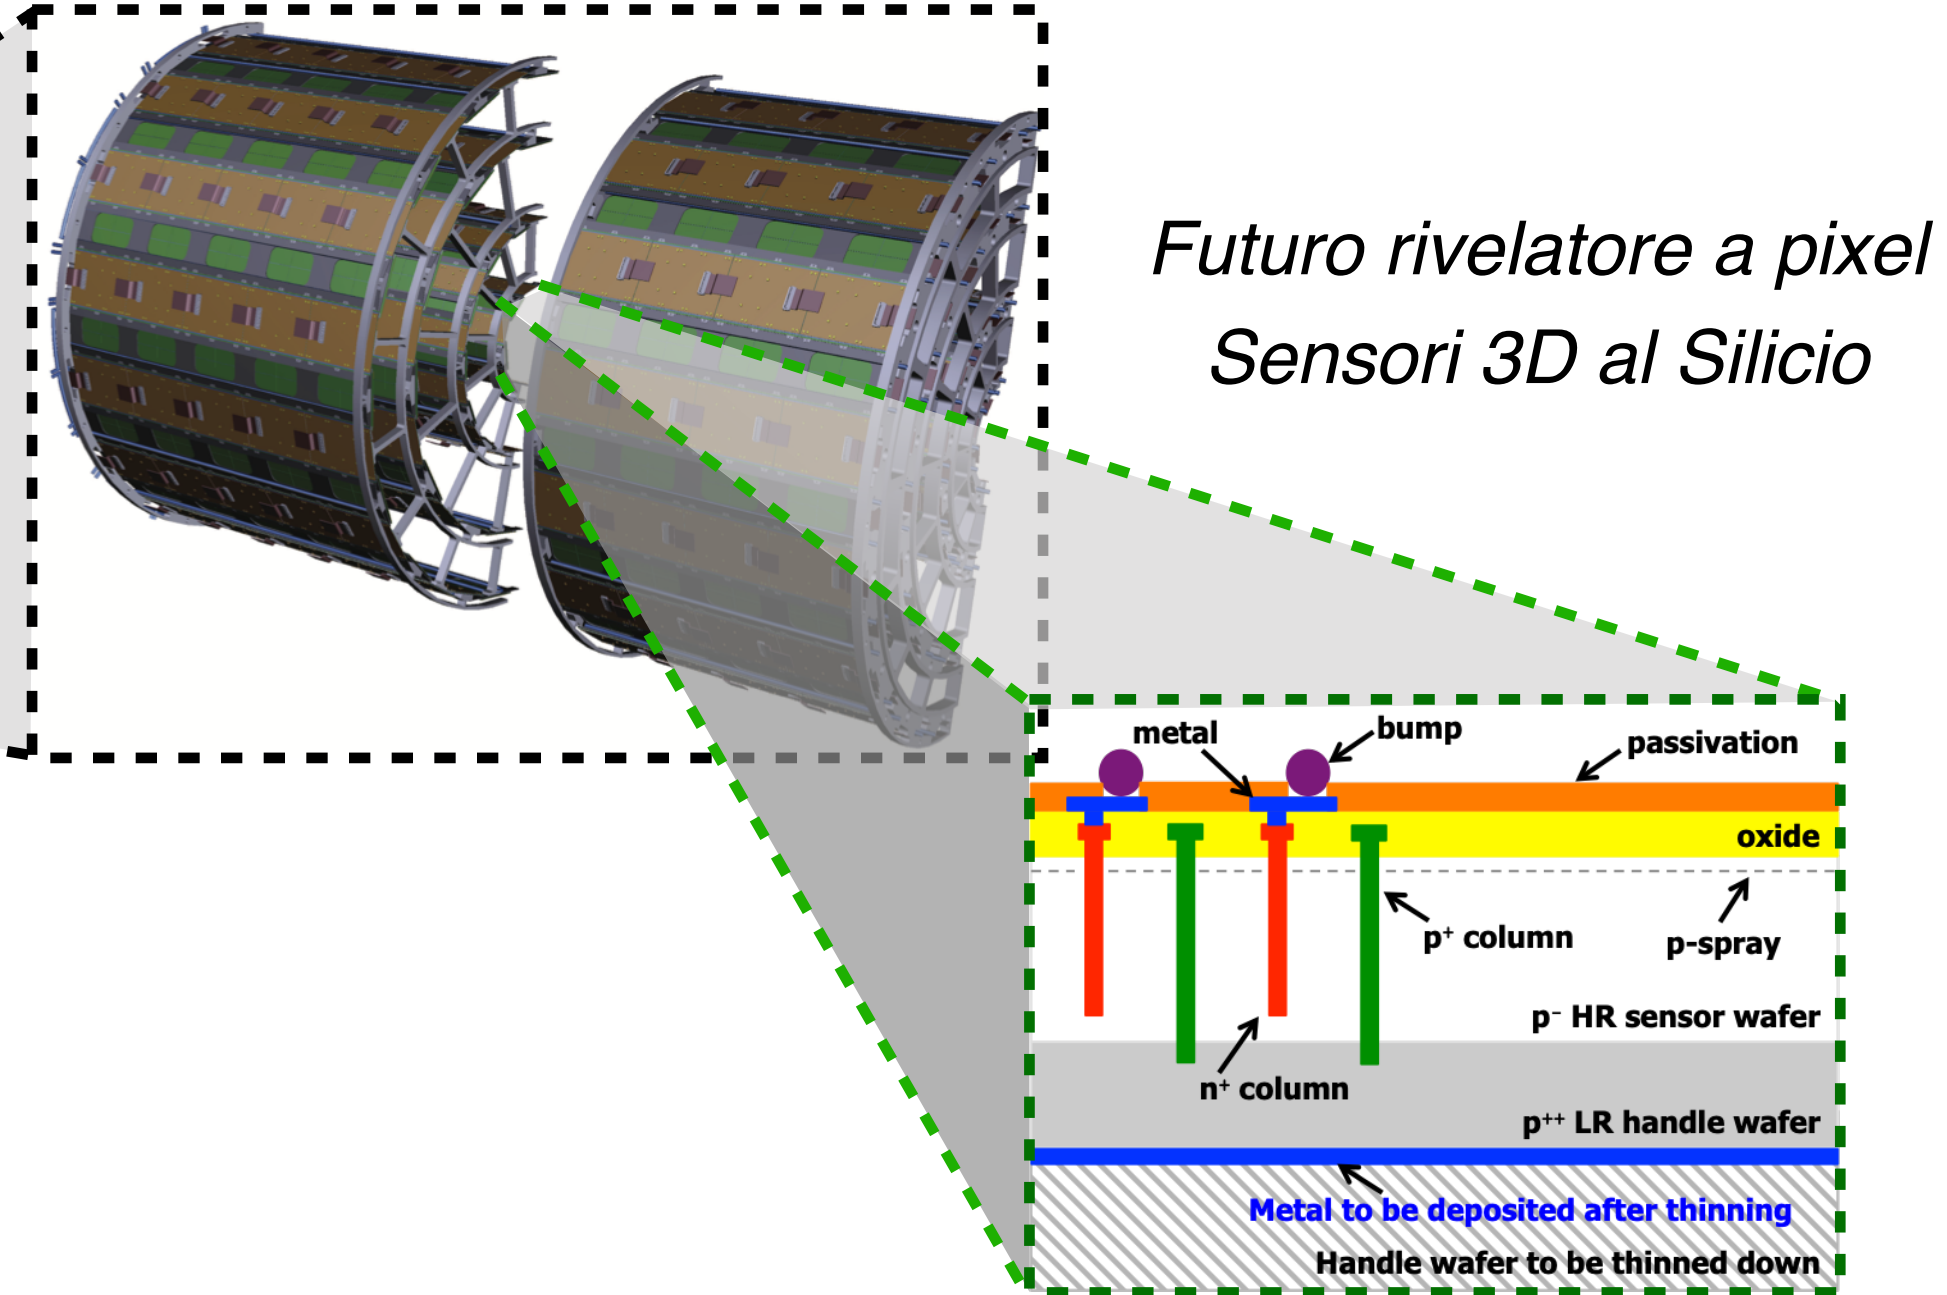 Futuro rivelatore a pixel
Sensori 3D al Silicio
metal
bump
passivation
oxide
p⁺ column
p-spray
p⁻ HR sensor wafer
n⁺ column
p⁺⁺ LR handle wafer
Metal to be deposited after thinning
Handle wafer to be thinned down